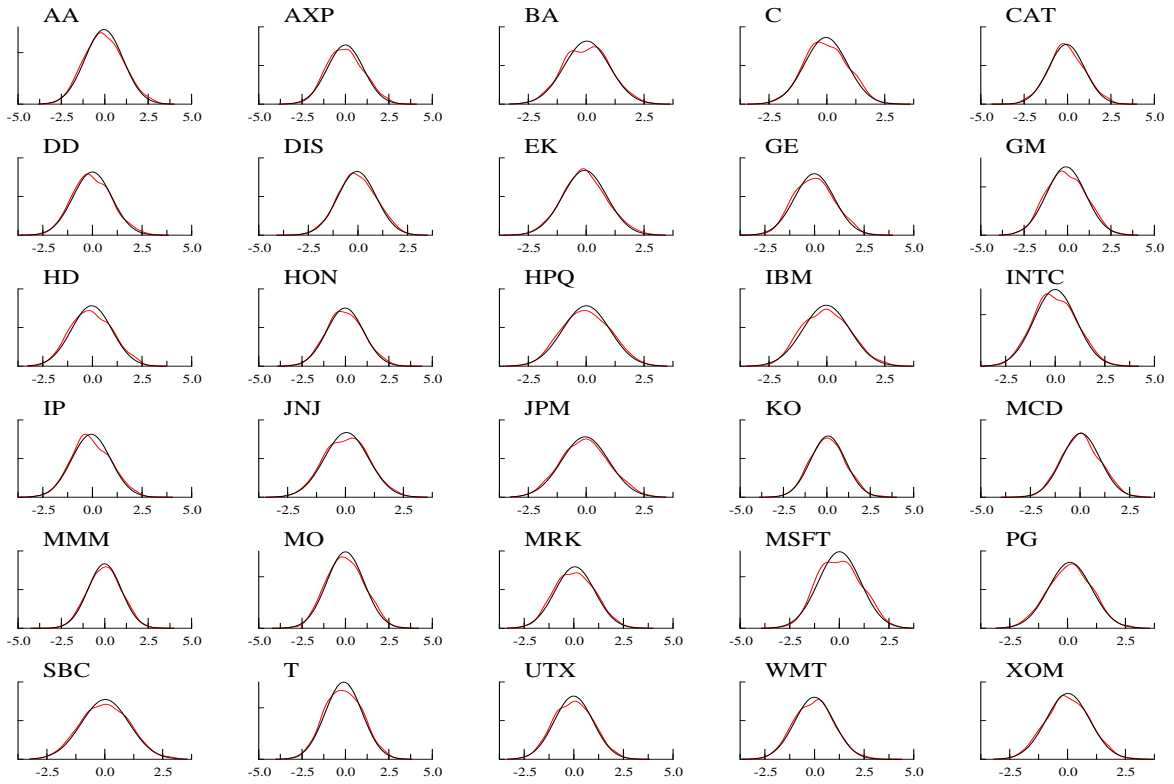 AA AXP BA C CAT
-5.0 -2.5 0.0 2.5 5.0 -5.0 -2.5 0.0 2.5 5.0 -2.5 0.0 2.5 -2.5 0.0 2.5 5.0 -5.0 -2.5 0.0 2.5 5.0
DD DIS EK GE GM
-2.5 0.0 2.5 5.0 -5.0 -2.5 0.0 2.5 -2.5 0.0 2.5 -2.5 0.0 2.5 5.0 -5.0 -2.5 0.0 2.5 5.0
HD HON HPQ IBM INTC
-2.5 0.0 2.5 5.0 -5.0 -2.5 0.0 2.5 5.0 -2.5 0.0 2.5 -2.5 0.0 2.5 -2.5 0.0 2.5 5.0
IP JNJ JPM KO MCD
-2.5 0.0 2.5 5.0 -2.5 0.0 2.5 -2.5 0.0 2.5 -5.0 -2.5 0.0 2.5 5.0 -5.0 -2.5 0.0 2.5
MMM MO MRK MSFT PG
-5.0 -2.5 0.0 2.5 5.0 -5.0 -2.5 0.0 2.5 5.0 -2.5 0.0 2.5 5.0 -5.0 -2.5 0.0 2.5 -2.5 0.0 2.5
SBC T UTX WMT XOM
-2.5 0.0 2.5 -5.0 -2.5 0.0 2.5 5.0 -2.5 0.0 2.5 5.0 -2.5 0.0 2.5 5.0 -2.5 0.0 2.5